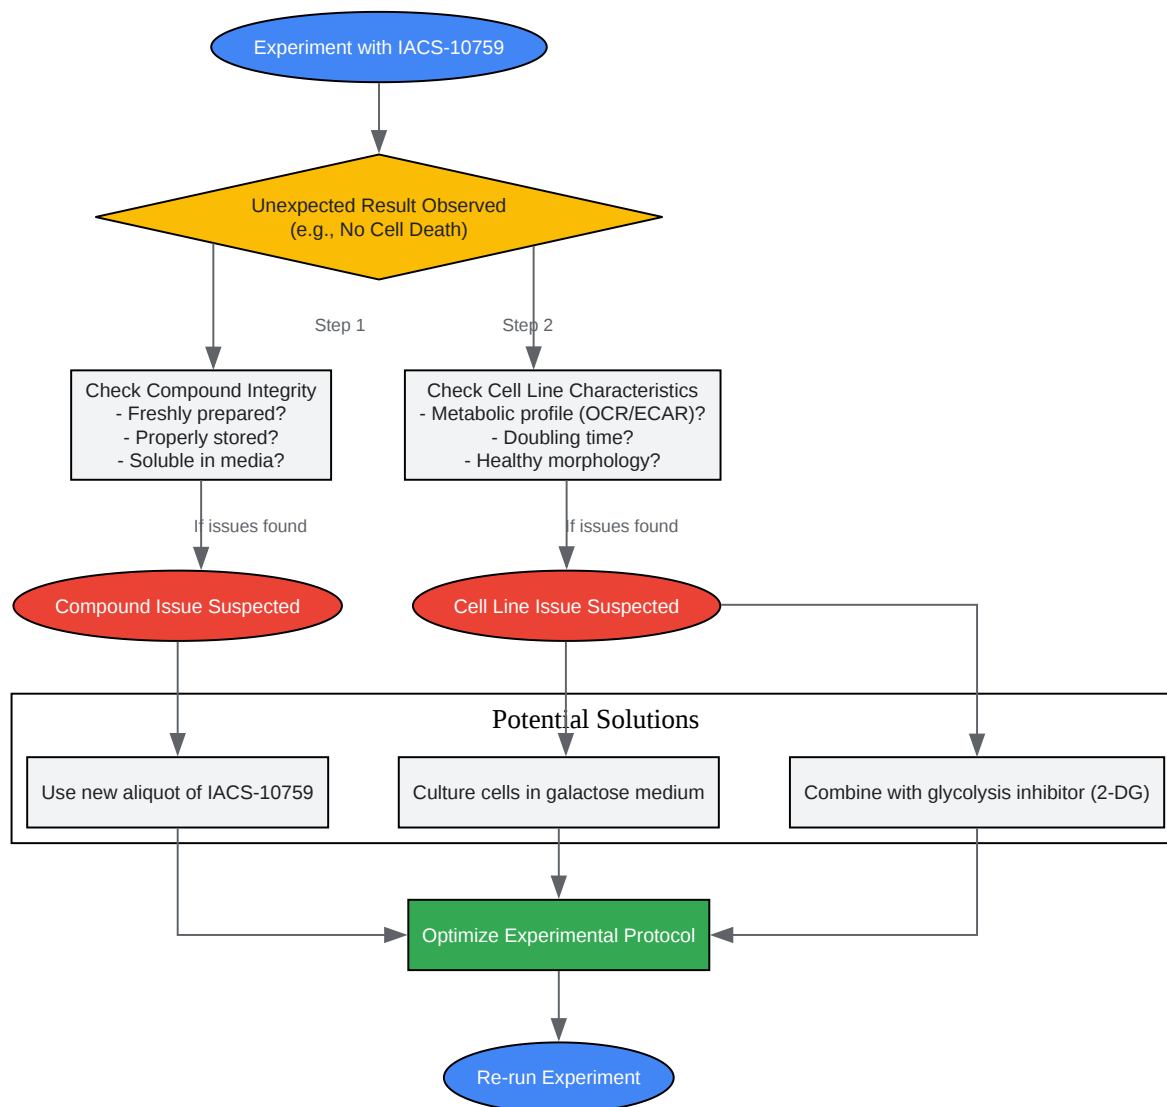 Experiment with IACS-10759
Unexpected Result Observed
(e.g., No Cell Death)
Step 1
Step 2
Check Compound Integrity
- Freshly prepared?
- Properly stored?
- Soluble in media?
Check Cell Line Characteristics
- Metabolic profile (OCR/ECAR)?
- Doubling time?
- Healthy morphology?
If issues found
If issues found
Compound Issue Suspected
Cell Line Issue Suspected
Potential Solutions
Use new aliquot of IACS-10759
Culture cells in galactose medium
Combine with glycolysis inhibitor (2-DG)
Optimize Experimental Protocol
Re-run Experiment